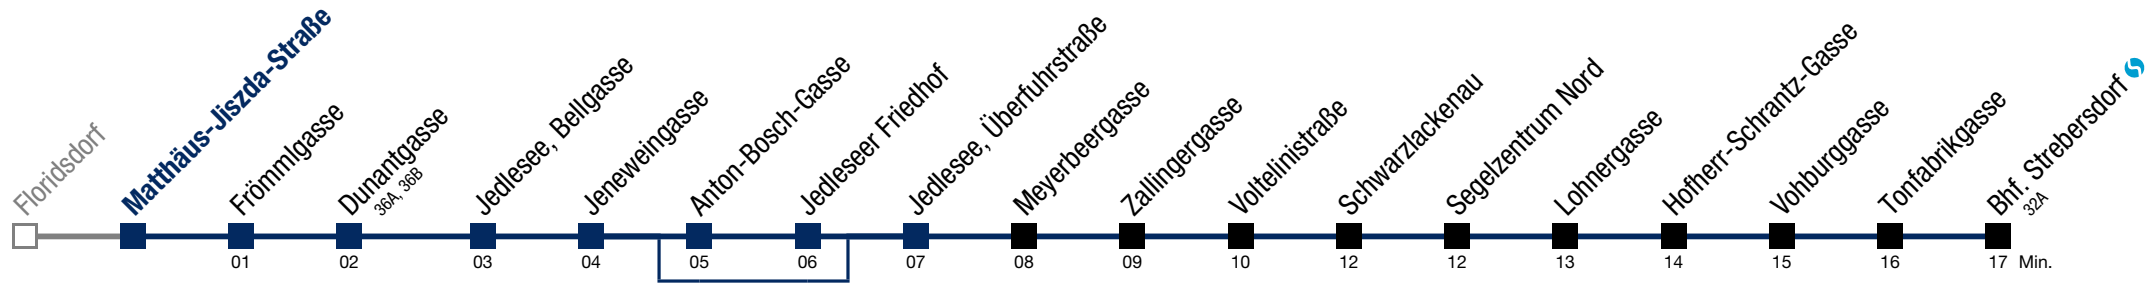 Floridsdorf
Matthäus-Jiszda-Straße
Frömmlgasse
Dunantgasse
36A, 36B
Jedlesee, Bellgasse
Jeneweingasse
Anton-Bosch-Gasse
Jedleseer Friedhof
Jedlesee, Überfuhrstraße
Meyerbeergasse
Zallingergasse
Voltelinistraße
Schwarzlackenau
Segelzentrum Nord
Lohnergasse
Hofherr-Schrantz-Gasse
Vohburggasse
Tonfabrikgasse
Bhf. Strebersdorf
32A
01 02 03 04 05 06 07 08 09 10 12 12 13 14 15 16 17 Min.